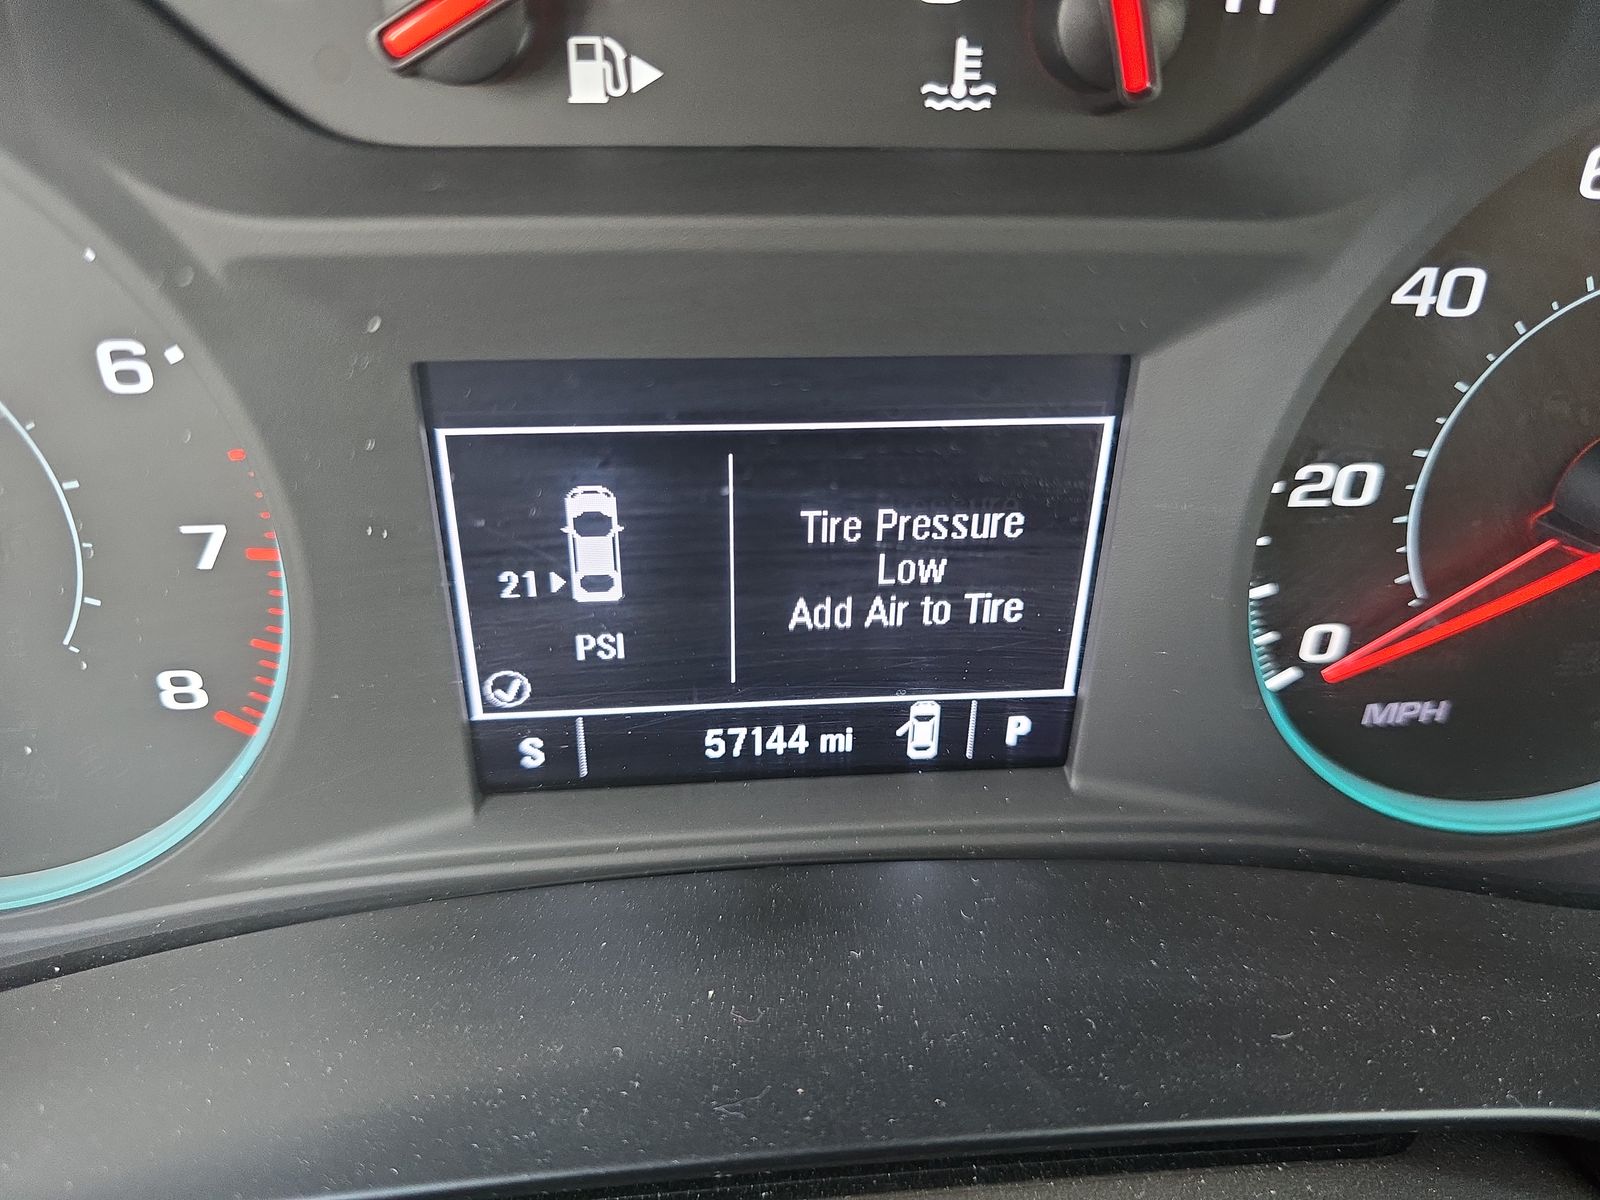 6
7
8
40
20
0
MPH
21
PSI
Tire Pressure
Low
Add Air to Tire
S
57144 mi
P